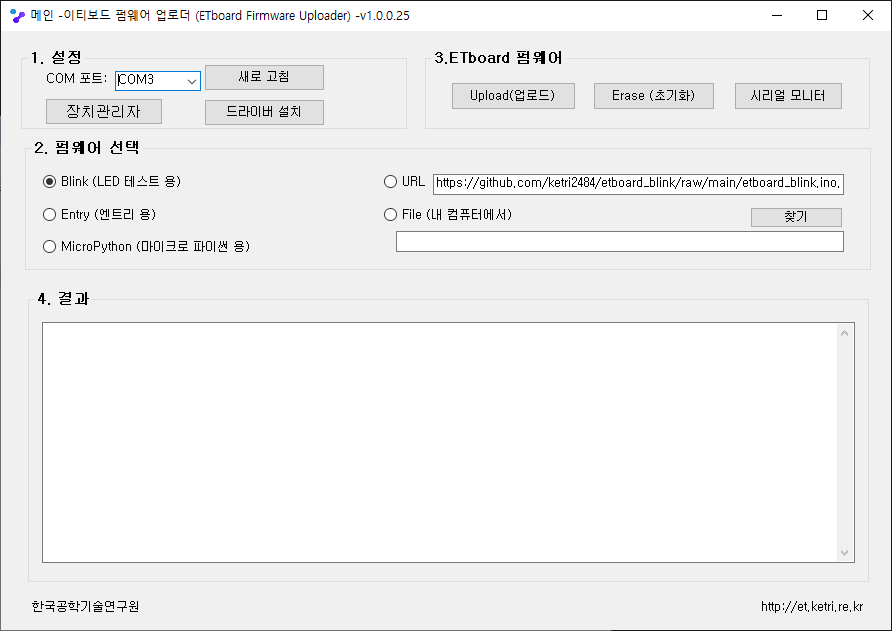 메인 -이티보드 펌웨어 업로더 (ETboard Firmware Uploader) -v1.0.0.25
1. 설정
COM 포트: COM3 새로 고침
장치관리자 드라이버 설치
3.ETboard 펌웨어
Upload(업로드) Erase (초기화) 시리얼 모니터
2. 펌웨어 선택
Blink (LED 테스트 용)
Entry (엔트리 용)
MicroPython (마이크로 파이썬 용)
URL https://github.com/ketri2484/etboard_blink/raw/main/etboard_blink.ino.
File (내 컴퓨터에서) 찾기
4. 결과
한국공학기술연구원 http://et.ketri.re.kr